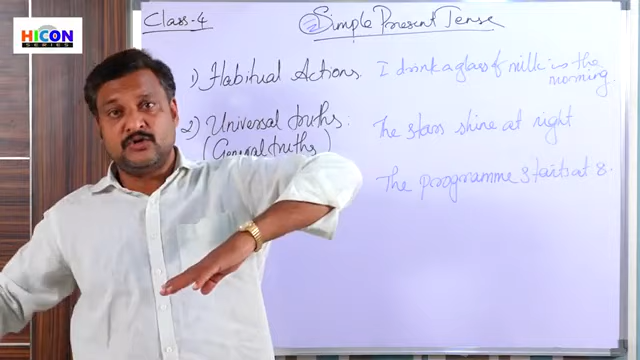 HICON
SERIES
Class-4
Simple Present Tense
1) Habitual Actions. I drink a glass of milk in the
morning.
2) Universal truths: The stars shine at night
(General truths)
The programme starts at 8.